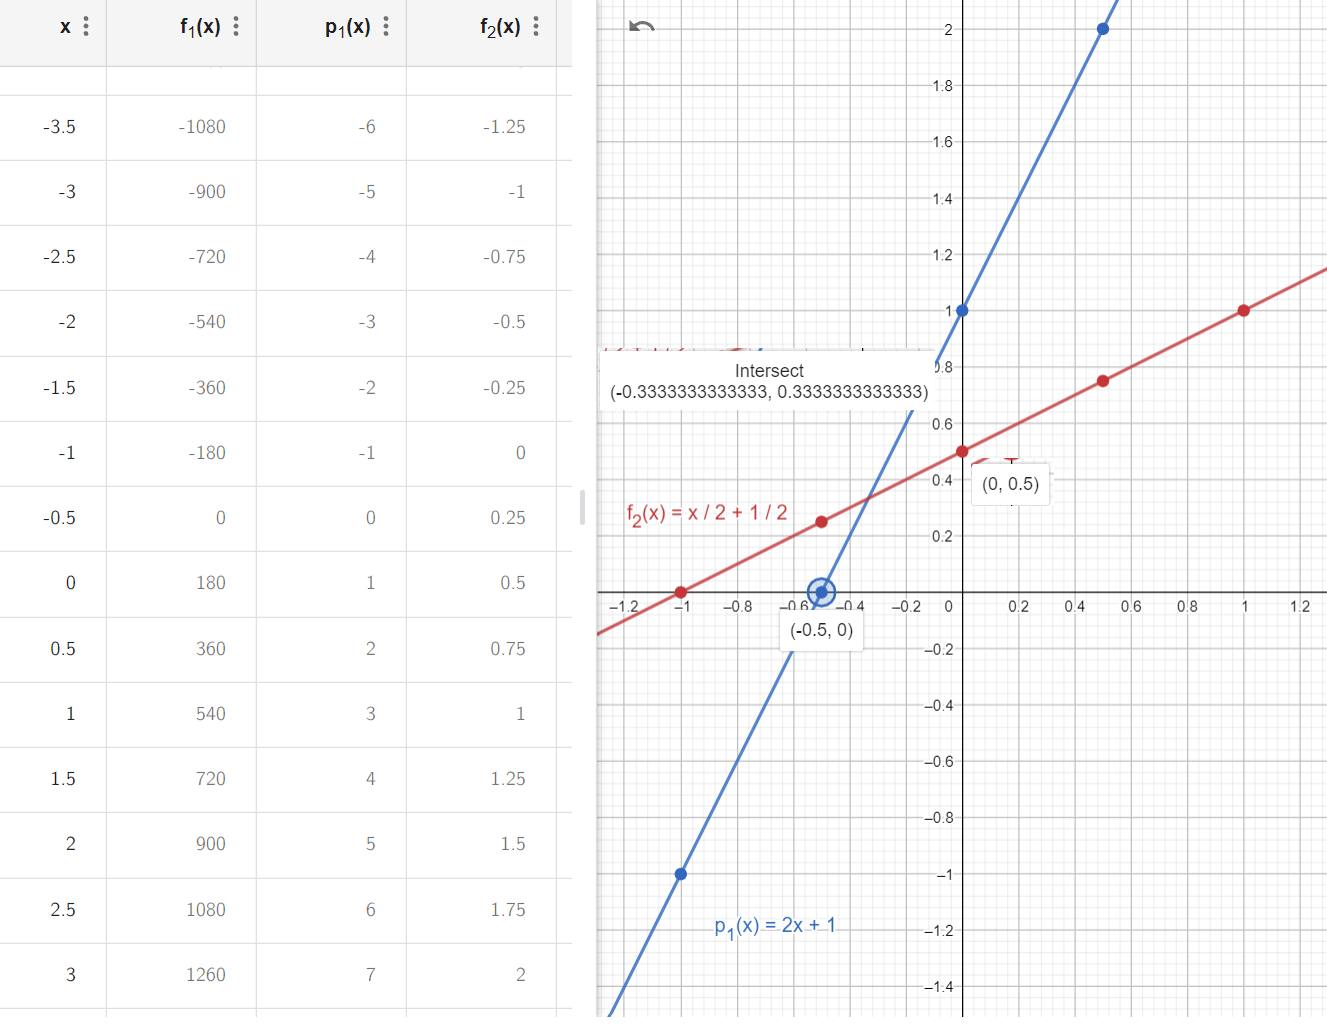 x f₁(x) p₁(x) f₂(x)
-3.5 -1080 -6 -1.25
-3 -900 -5 -1
-2.5 -720 -4 -0.75
-2 -540 -3 -0.5
-1.5 -360 -2 -0.25
-1 -180 -1 0
-0.5 0 0 0.25
0 180 1 0.5
0.5 360 2 0.75
1 540 3 1
1.5 720 4 1.25
2 900 5 1.5
2.5 1080 6 1.75
3 1260 7 2
2
1.8
1.6
1.4
1.2
1
0.8
Intersect
(-0.3333333333333, 0.3333333333333)
0.6
0.4
(0, 0.5)
f₂(x) = x / 2 + 1 / 2
0.2
–1.2 –1 –0.8 –0.6 –0.4 –0.2 0 0.2 0.4 0.6 0.8 1 1.2
(-0.5, 0)
–0.2
–0.4
–0.6
–0.8
–1
p₁(x) = 2x + 1
–1.2
–1.4